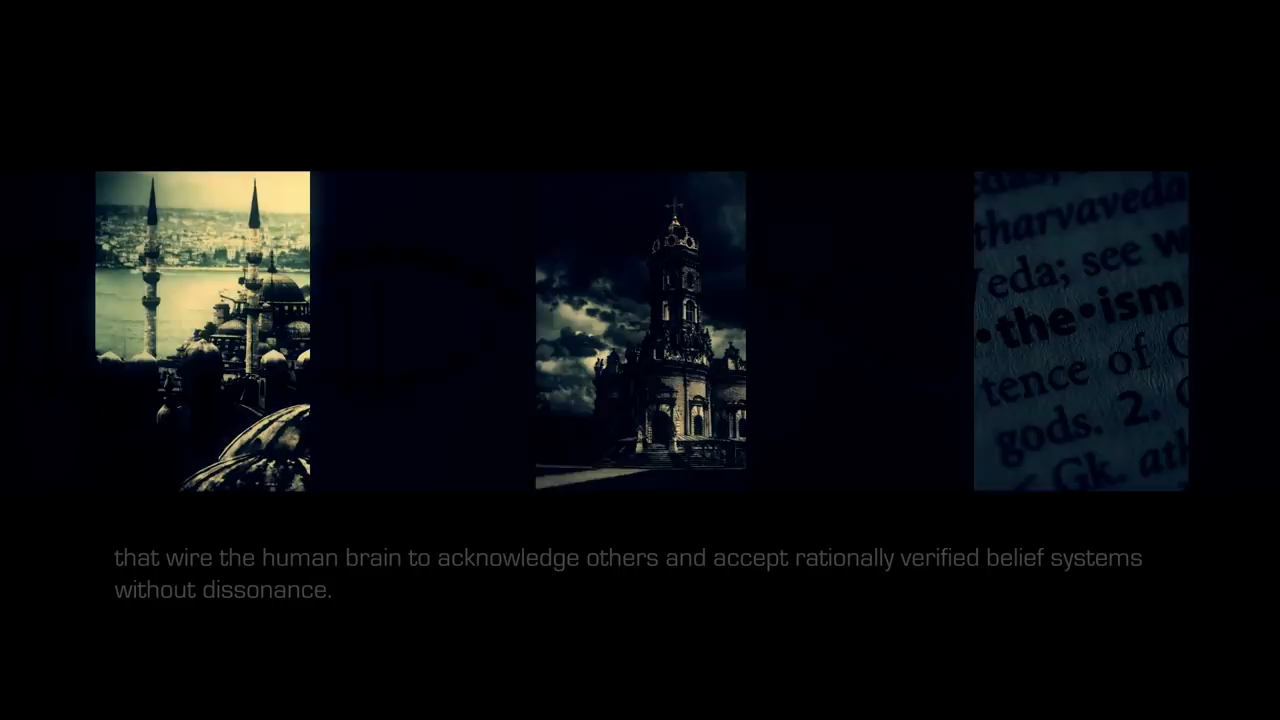 tharvaveda
eda; see
the•ism
tence of
gods. 2.
Gk.
that wire the human brain to acknowledge others and accept rationally verified belief systems
without dissonance.